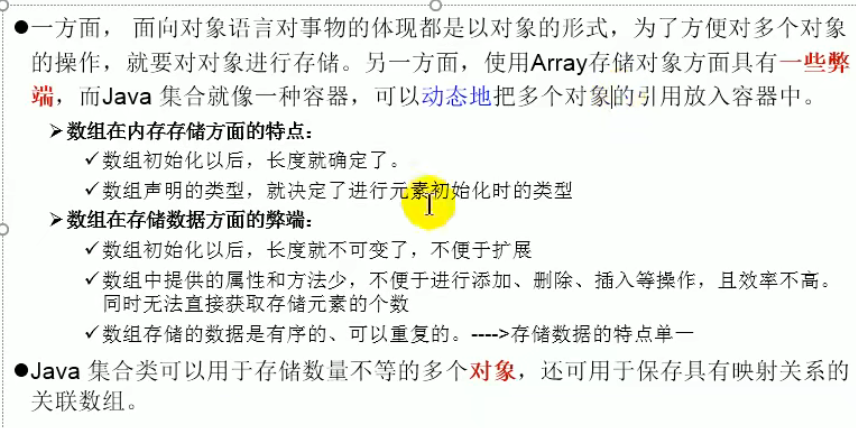 ●一方面, 面向对象语言对事物的体现都是以对象的形式，为了方便对多个对象
的操作，就要对对象进行存储。另一方面，使用Array存储对象方面具有一些弊
端，而Java 集合就像一种容器，可以动态地把多个对象的引用放入容器中。
➢数组在内存存储方面的特点：
✓数组初始化以后，长度就确定了。
✓数组声明的类型，就决定了进行元素初始化时的类型
➢数组在存储数据方面的弊端：
✓数组初始化以后，长度就不可变了，不便于扩展
✓数组中提供的属性和方法少，不便于进行添加、删除、插入等操作，且效率不高。
同时无法直接获取存储元素的个数
✓数组存储的数据是有序的、可以重复的。---->存储数据的特点单一
●Java 集合类可以用于存储数量不等的多个对象，还可用于保存具有映射关系的
关联数组。